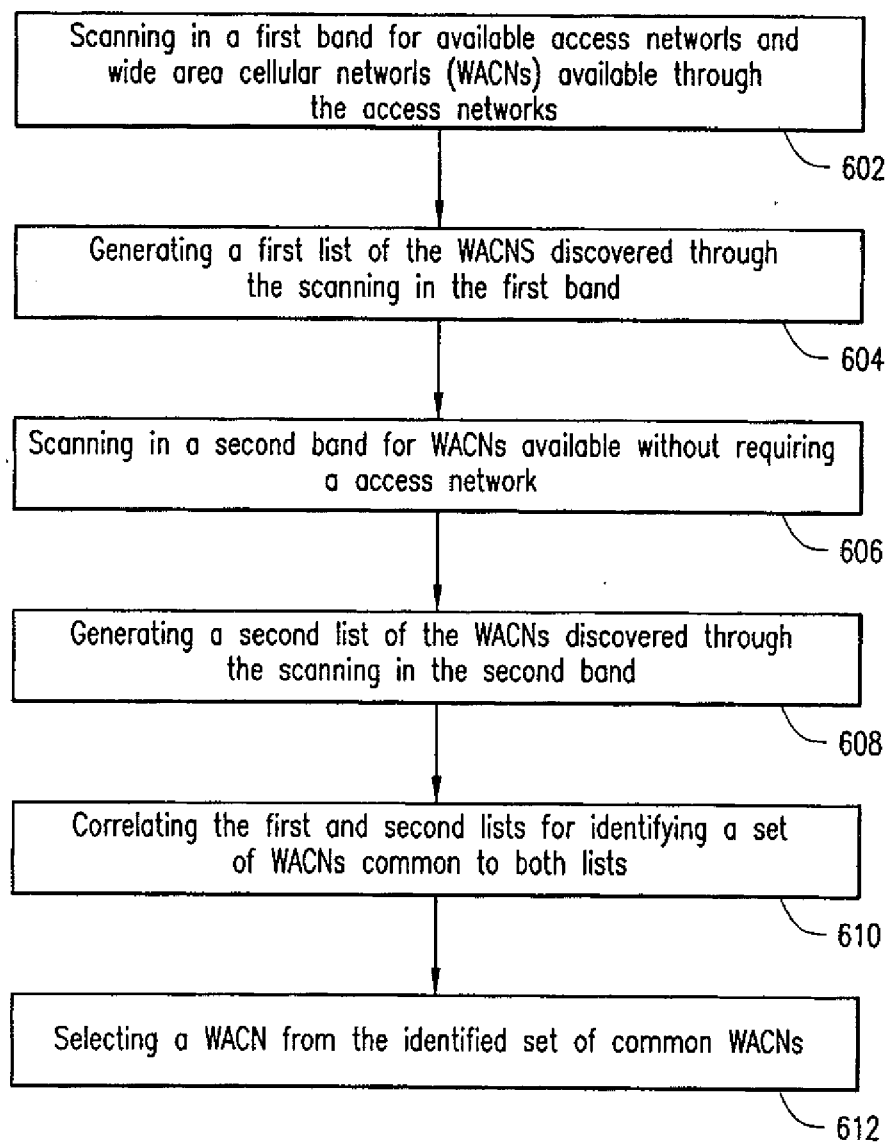 Scanning in a first band for available access networls and
wide area cellular networls (WACNs) available through
the access networks
602
Generating a first list of the WACNS discovered through
the scanning in the first band
604
Scanning in a second band for WACNs available without requiring
a access network
606
Generating a second list of the WACNs discovered through
the scanning in the second band
608
Correlating the first and second lists for identifying a set
of WACNs common to both lists
610
Selecting a WACN from the identified set of common WACNs
612